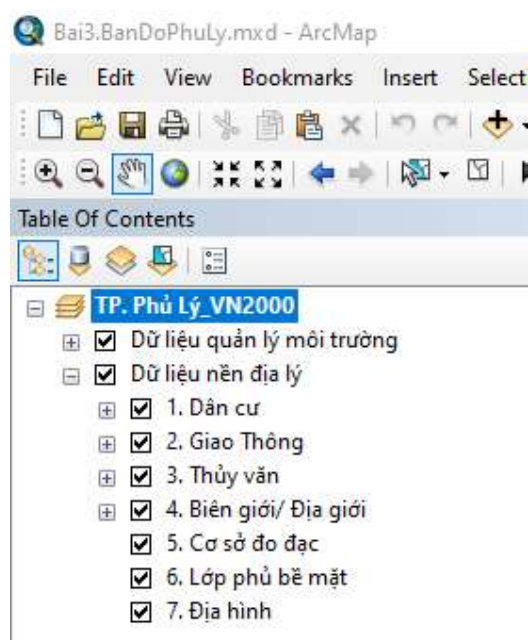 Bai3.BanDoPhuLy.mxd - ArcMap
File Edit View Bookmarks Insert Select
Table Of Contents
TP. Phủ Lý_VN2000
Dữ liệu quản lý môi trường
Dữ liệu nền địa lý
1. Dân cư
2. Giao Thông
3. Thủy văn
4. Biên giới/ Địa giới
5. Cơ sở đo đạc
6. Lớp phủ bề mặt
7. Địa hình